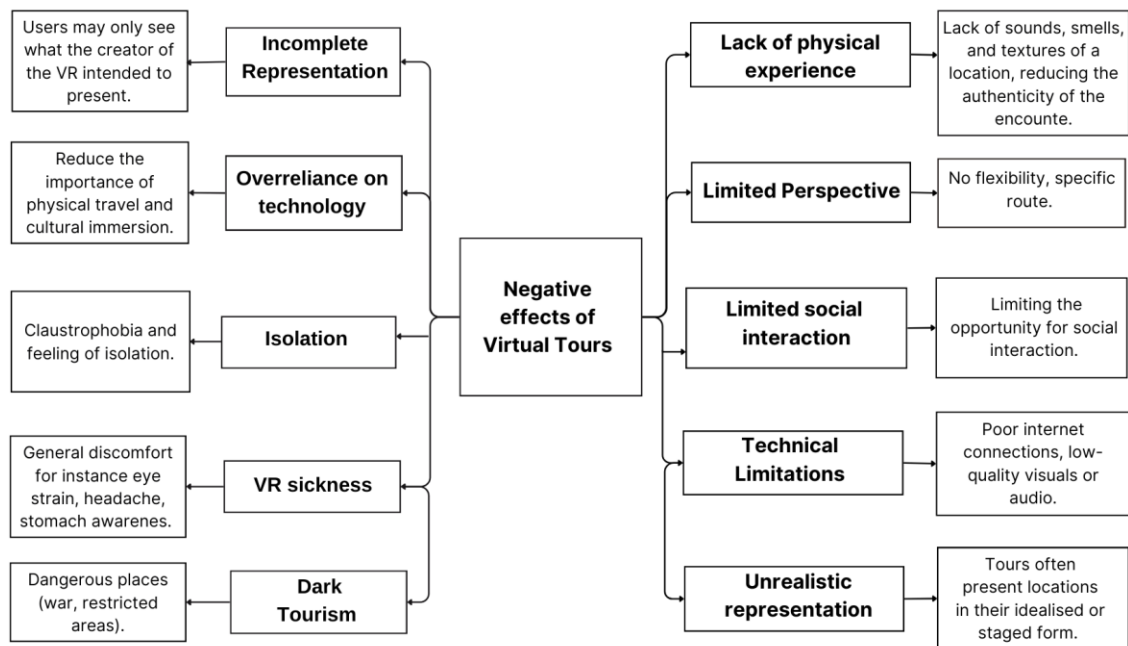 Users may only see
what the creator of
the VR intended to
present.
Incomplete
Representation
Reduce the
importance of
physical travel and
cultural immersion.
Overreliance on
technology
Claustrophobia and
feeling of isolation.
Isolation
General discomfort
for instance eye
strain, headache,
stomach awarenes.
VR sickness
Dangerous places
(war, restricted
areas).
Dark
Tourism
Negative
effects of
Virtual Tours
Lack of physical
experience
Lack of sounds, smells,
and textures of a
location, reducing the
authenticity of the
encounte.
Limited Perspective
No flexibility, specific
route.
Limited social
interaction
Limiting the
opportunity for social
interaction.
Technical
Limitations
Poor internet
connections, low-
quality visuals or
audio.
Unrealistic
representation
Tours often
present locations
in their idealised or
staged form.